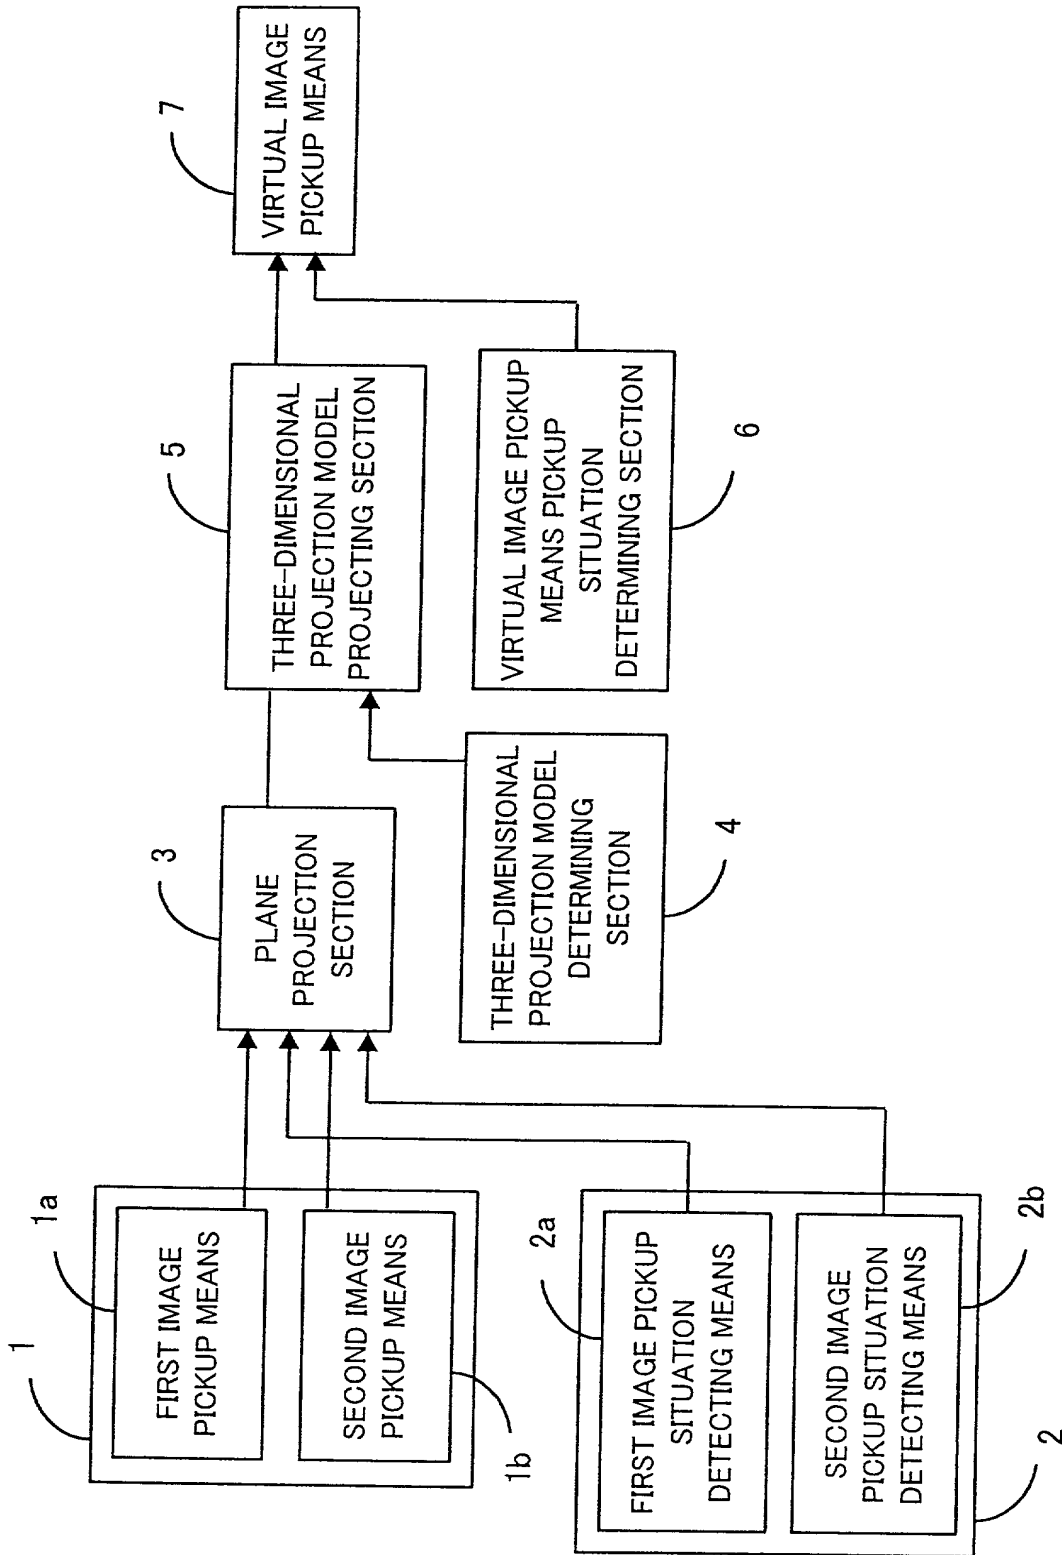 1
1a
FIRST IMAGE
PICKUP MEANS
SECOND IMAGE
PICKUP MEANS
1b
2a
FIRST IMAGE PICKUP
SITUATION
DETECTING MEANS
SECOND IMAGE
PICKUP SITUATION
DETECTING MEANS
2b
2
3
PLANE
PROJECTION
SECTION
THREE-DIMENSIONAL
PROJECTION MODEL
DETERMINING
SECTION
4
5
THREE-DIMENSIONAL
PROJECTION MODEL
PROJECTING SECTION
VIRTUAL IMAGE PICKUP
MEANS PICKUP
SITUATION
DETERMINING SECTION
6
7
VIRTUAL IMAGE
PICKUP MEANS